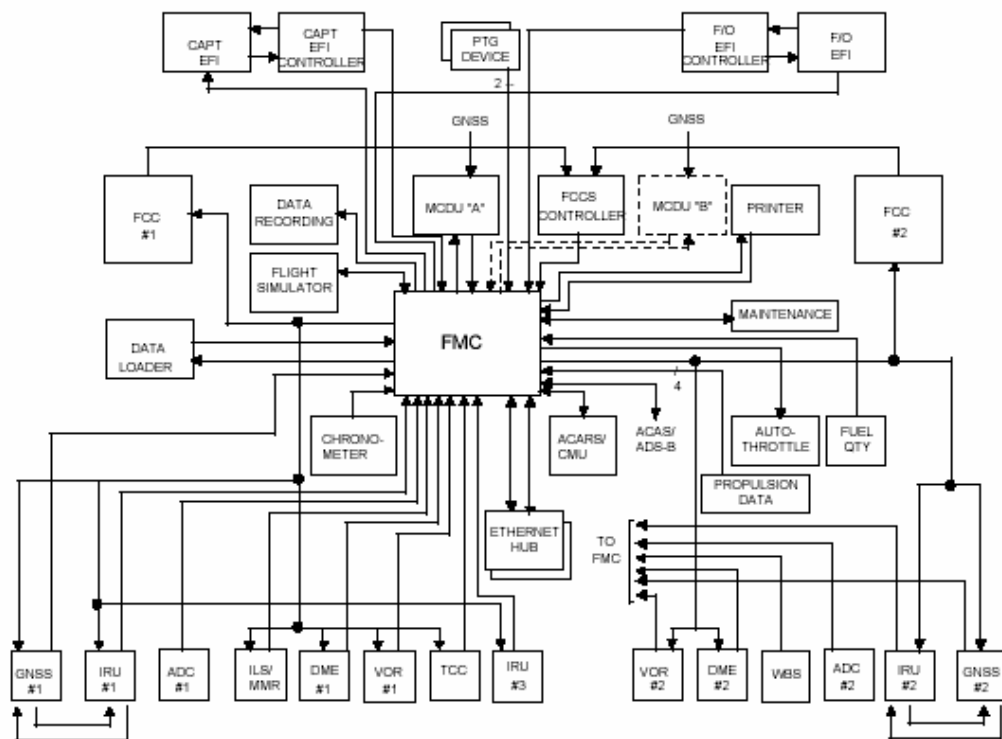 CAPT
EFI
CAPT
EFI
CONTROLLER
PTG
DEVICE
F/O
EFI
CONTROLLER
F/O
EFI
2
GNSS
GNSS
FCC
#1
DATA
RECORDING
MCDU "A"
FCCS
CONTROLLER
MCDU "B"
PRINTER
FCC
#2
FLIGHT
SIMULATOR
FMC
MAINTENANCE
DATA
LOADER
4
CHRONO-
METER
ACARS/
CMU
ACAS/
ADS-B
AUTO-
THROTTLE
FUEL
QTY
PROPULSION
DATA
ETHERNET
HUB
TO
FMC
GNSS
#1
IRU
#1
ADC
#1
ILS/
MMR
DME
#1
VOR
#1
TCC
IRU
#3
VOR
#2
DME
#2
WBS
ADC
#2
IRU
#2
GNSS
#2